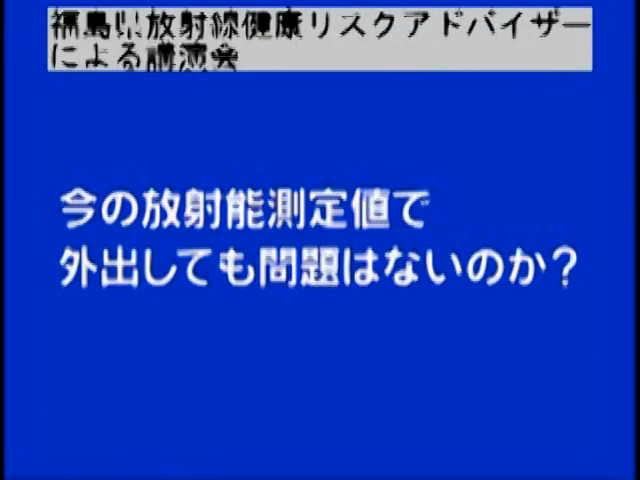 福島県放射線健康リスクアドバイザー
による講演会
今の放射能測定値で
外出しても問題はないのか？